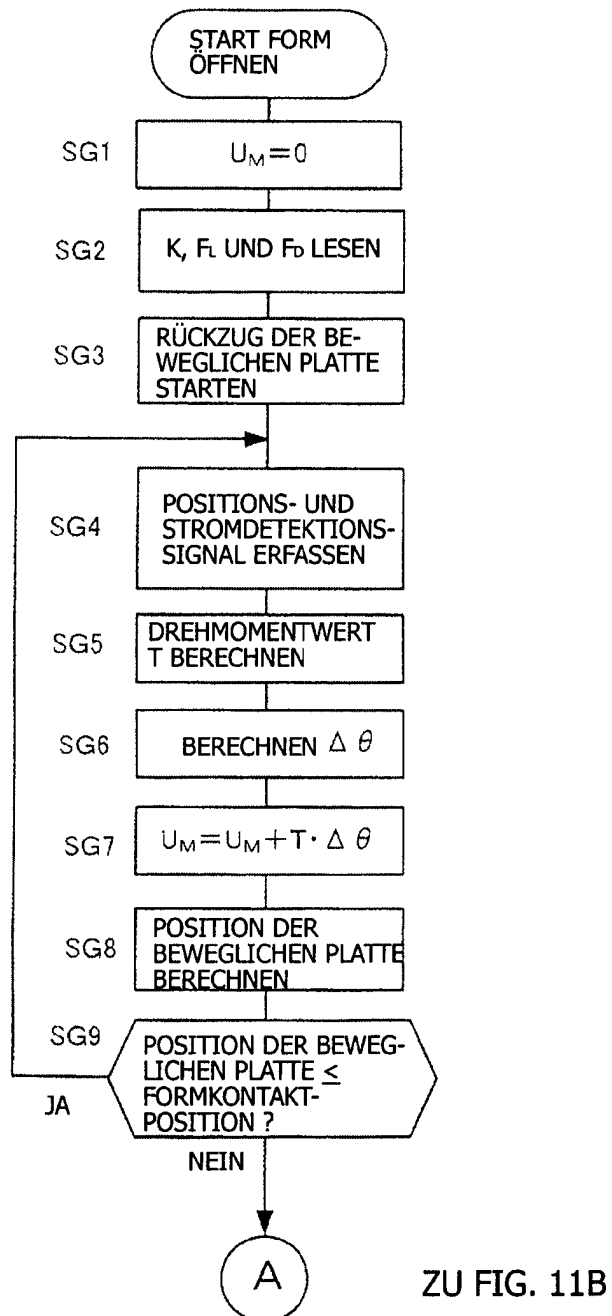 START FORM
ÖFFNEN
SG1
U_M=0
SG2
K, F_L UND F_D LESEN
SG3
RÜCKZUG DER BE-
WEGLICHEN PLATTE
STARTEN
SG4
POSITIONS- UND
STROMDETEKTIONS-
SIGNAL ERFASSEN
SG5
DREHMOMENTWERT
T BERECHNEN
SG6
BERECHNEN Δ θ
SG7
U_M=U_M+T· Δ θ
SG8
POSITION DER
BEWEGLICHEN PLATTE
BERECHNEN
SG9
POSITION DER BEWEG-
LICHEN PLATTE ≤
FORMKONTAKT-
POSITION ?
JA
NEIN
A
ZU FIG. 11B